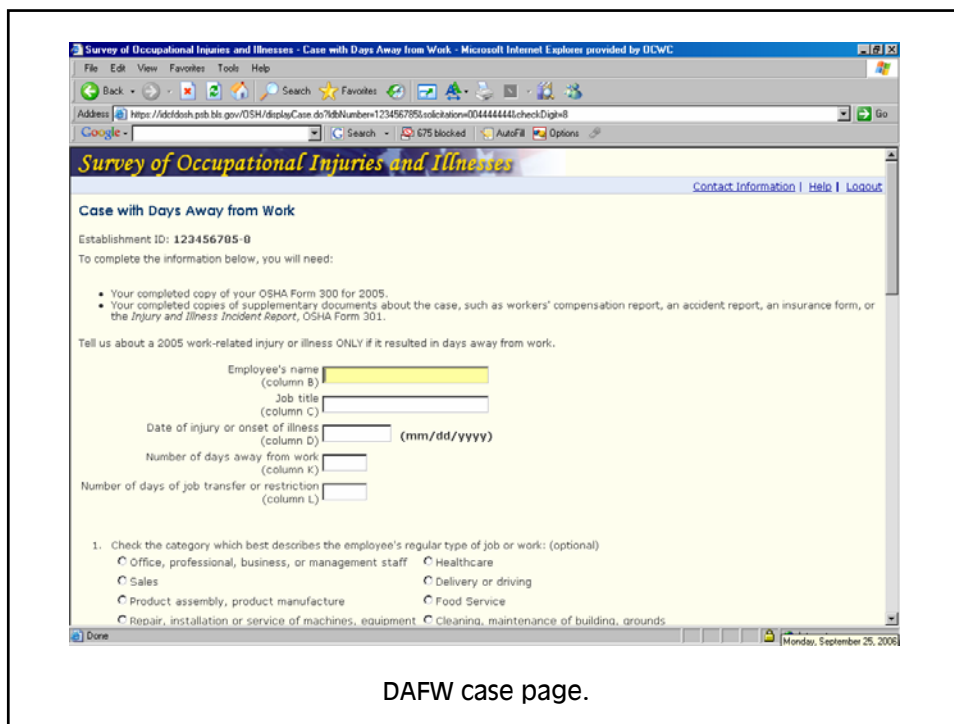 Survey of Occupational Injuries and Illnesses - Case with Days Away from Work - Microsoft Internet Explorer provided by OCWC
File Edit View Favorites Tools Help
Back Search Favorites
Address https://idcfdosh.psb.bls.gov/OSH/displayCase.do?idbNumber=123456785&solicitation=004444444&checkDigit=8 Go
Google Search 675 blocked AutoFill Options
Survey of Occupational Injuries and Illnesses
Contact Information | Help | Logout
Case with Days Away from Work
Establishment ID: 123456785-8
To complete the information below, you will need:
• Your completed copy of your OSHA Form 300 for 2005.
• Your completed copies of supplementary documents about the case, such as workers' compensation report, an accident report, an insurance form, or
the Injury and Illness Incident Report, OSHA Form 301.
Tell us about a 2005 work-related injury or illness ONLY if it resulted in days away from work.
Employee's name
(column B)
Job title
(column C)
Date of injury or onset of illness
(column D) (mm/dd/yyyy)
Number of days away from work
(column K)
Number of days of job transfer or restriction
(column L)
1. Check the category which best describes the employee's regular type of job or work: (optional)
Office, professional, business, or management staff Healthcare
Sales Delivery or driving
Product assembly, product manufacture Food Service
Repair, installation or service of machines, equipment Cleaning, maintenance of building, grounds
Done
Monday, September 25, 2006
DAFW case page.